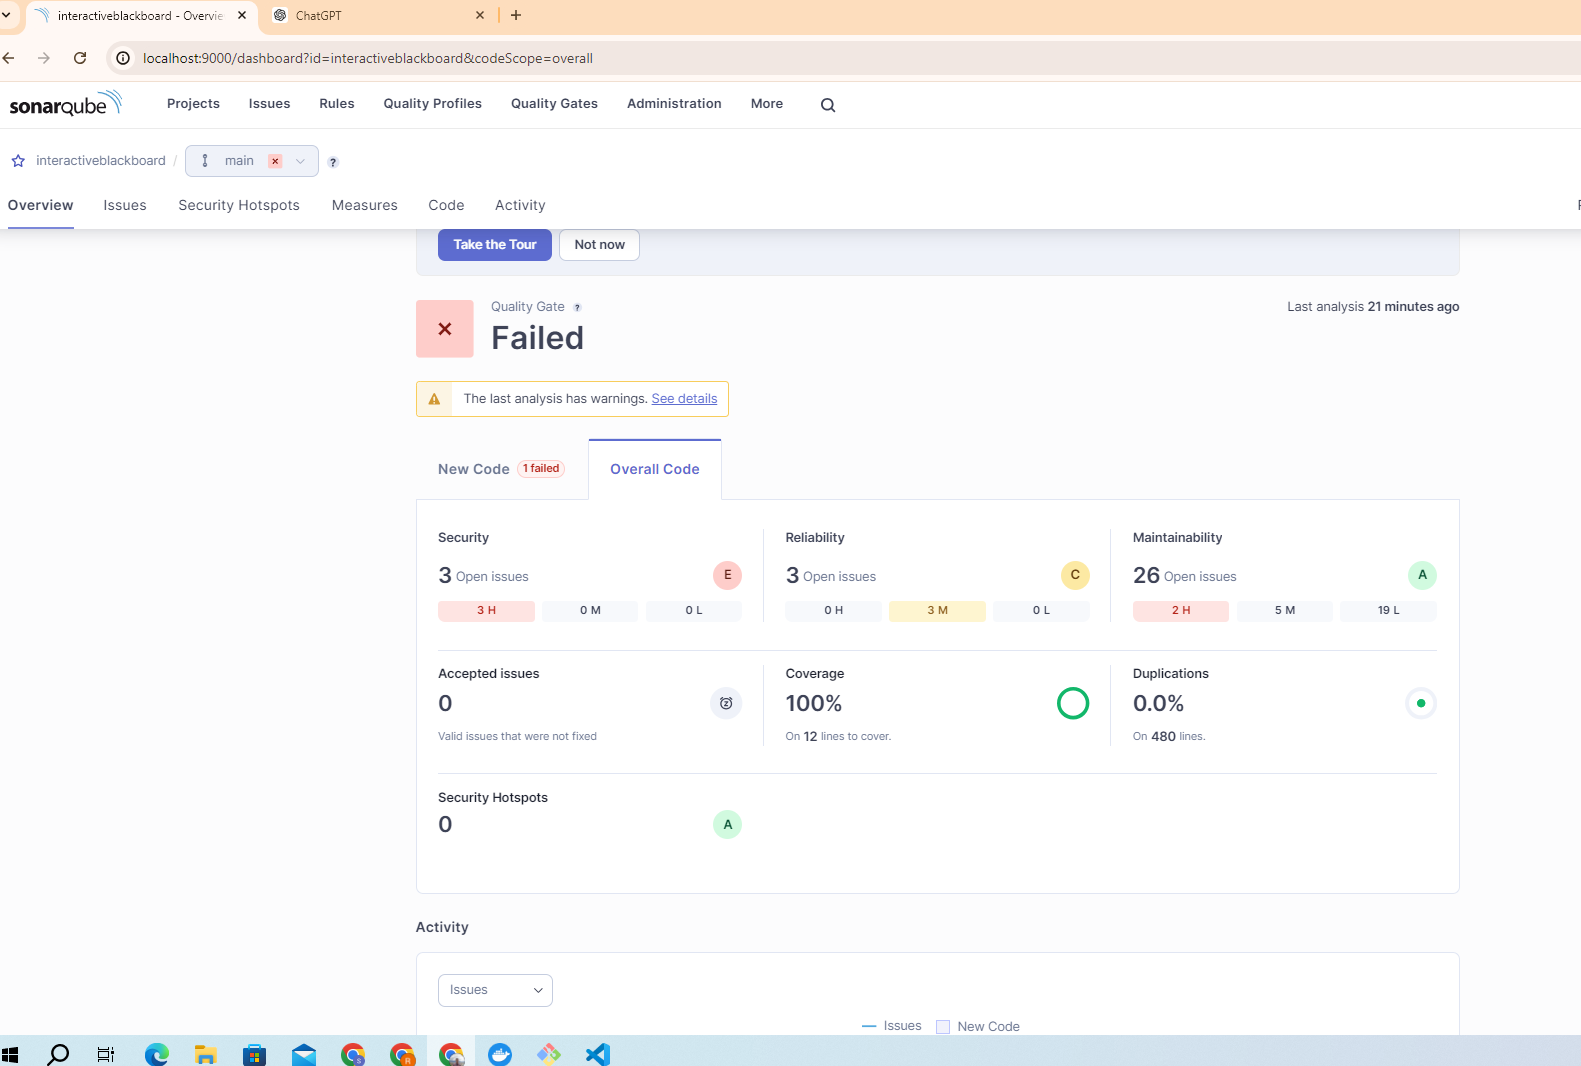 interactiveblackboard - Overvie
ChatGPT
localhost:9000/dashboard?id=interactiveblackboard&codeScope=overall
sonarqube
Projects Issues Rules Quality Profiles Quality Gates Administration More
interactiveblackboard / main ?
Overview Issues Security Hotspots Measures Code Activity
Take the Tour Not now
Quality Gate ?
Failed
Last analysis 21 minutes ago
The last analysis has warnings. See details
New Code 1 failed Overall Code
Security Reliability Maintainability
3 Open issues E 3 Open issues C 26 Open issues A
3 H 0 M 0 L 0 H 3 M 0 L 2 H 5 M 19 L
Accepted issues Coverage Duplications
0 100% 0.0%
Valid issues that were not fixed On 12 lines to cover. On 480 lines.
Security Hotspots
0 A
Activity
Issues
Issues New Code